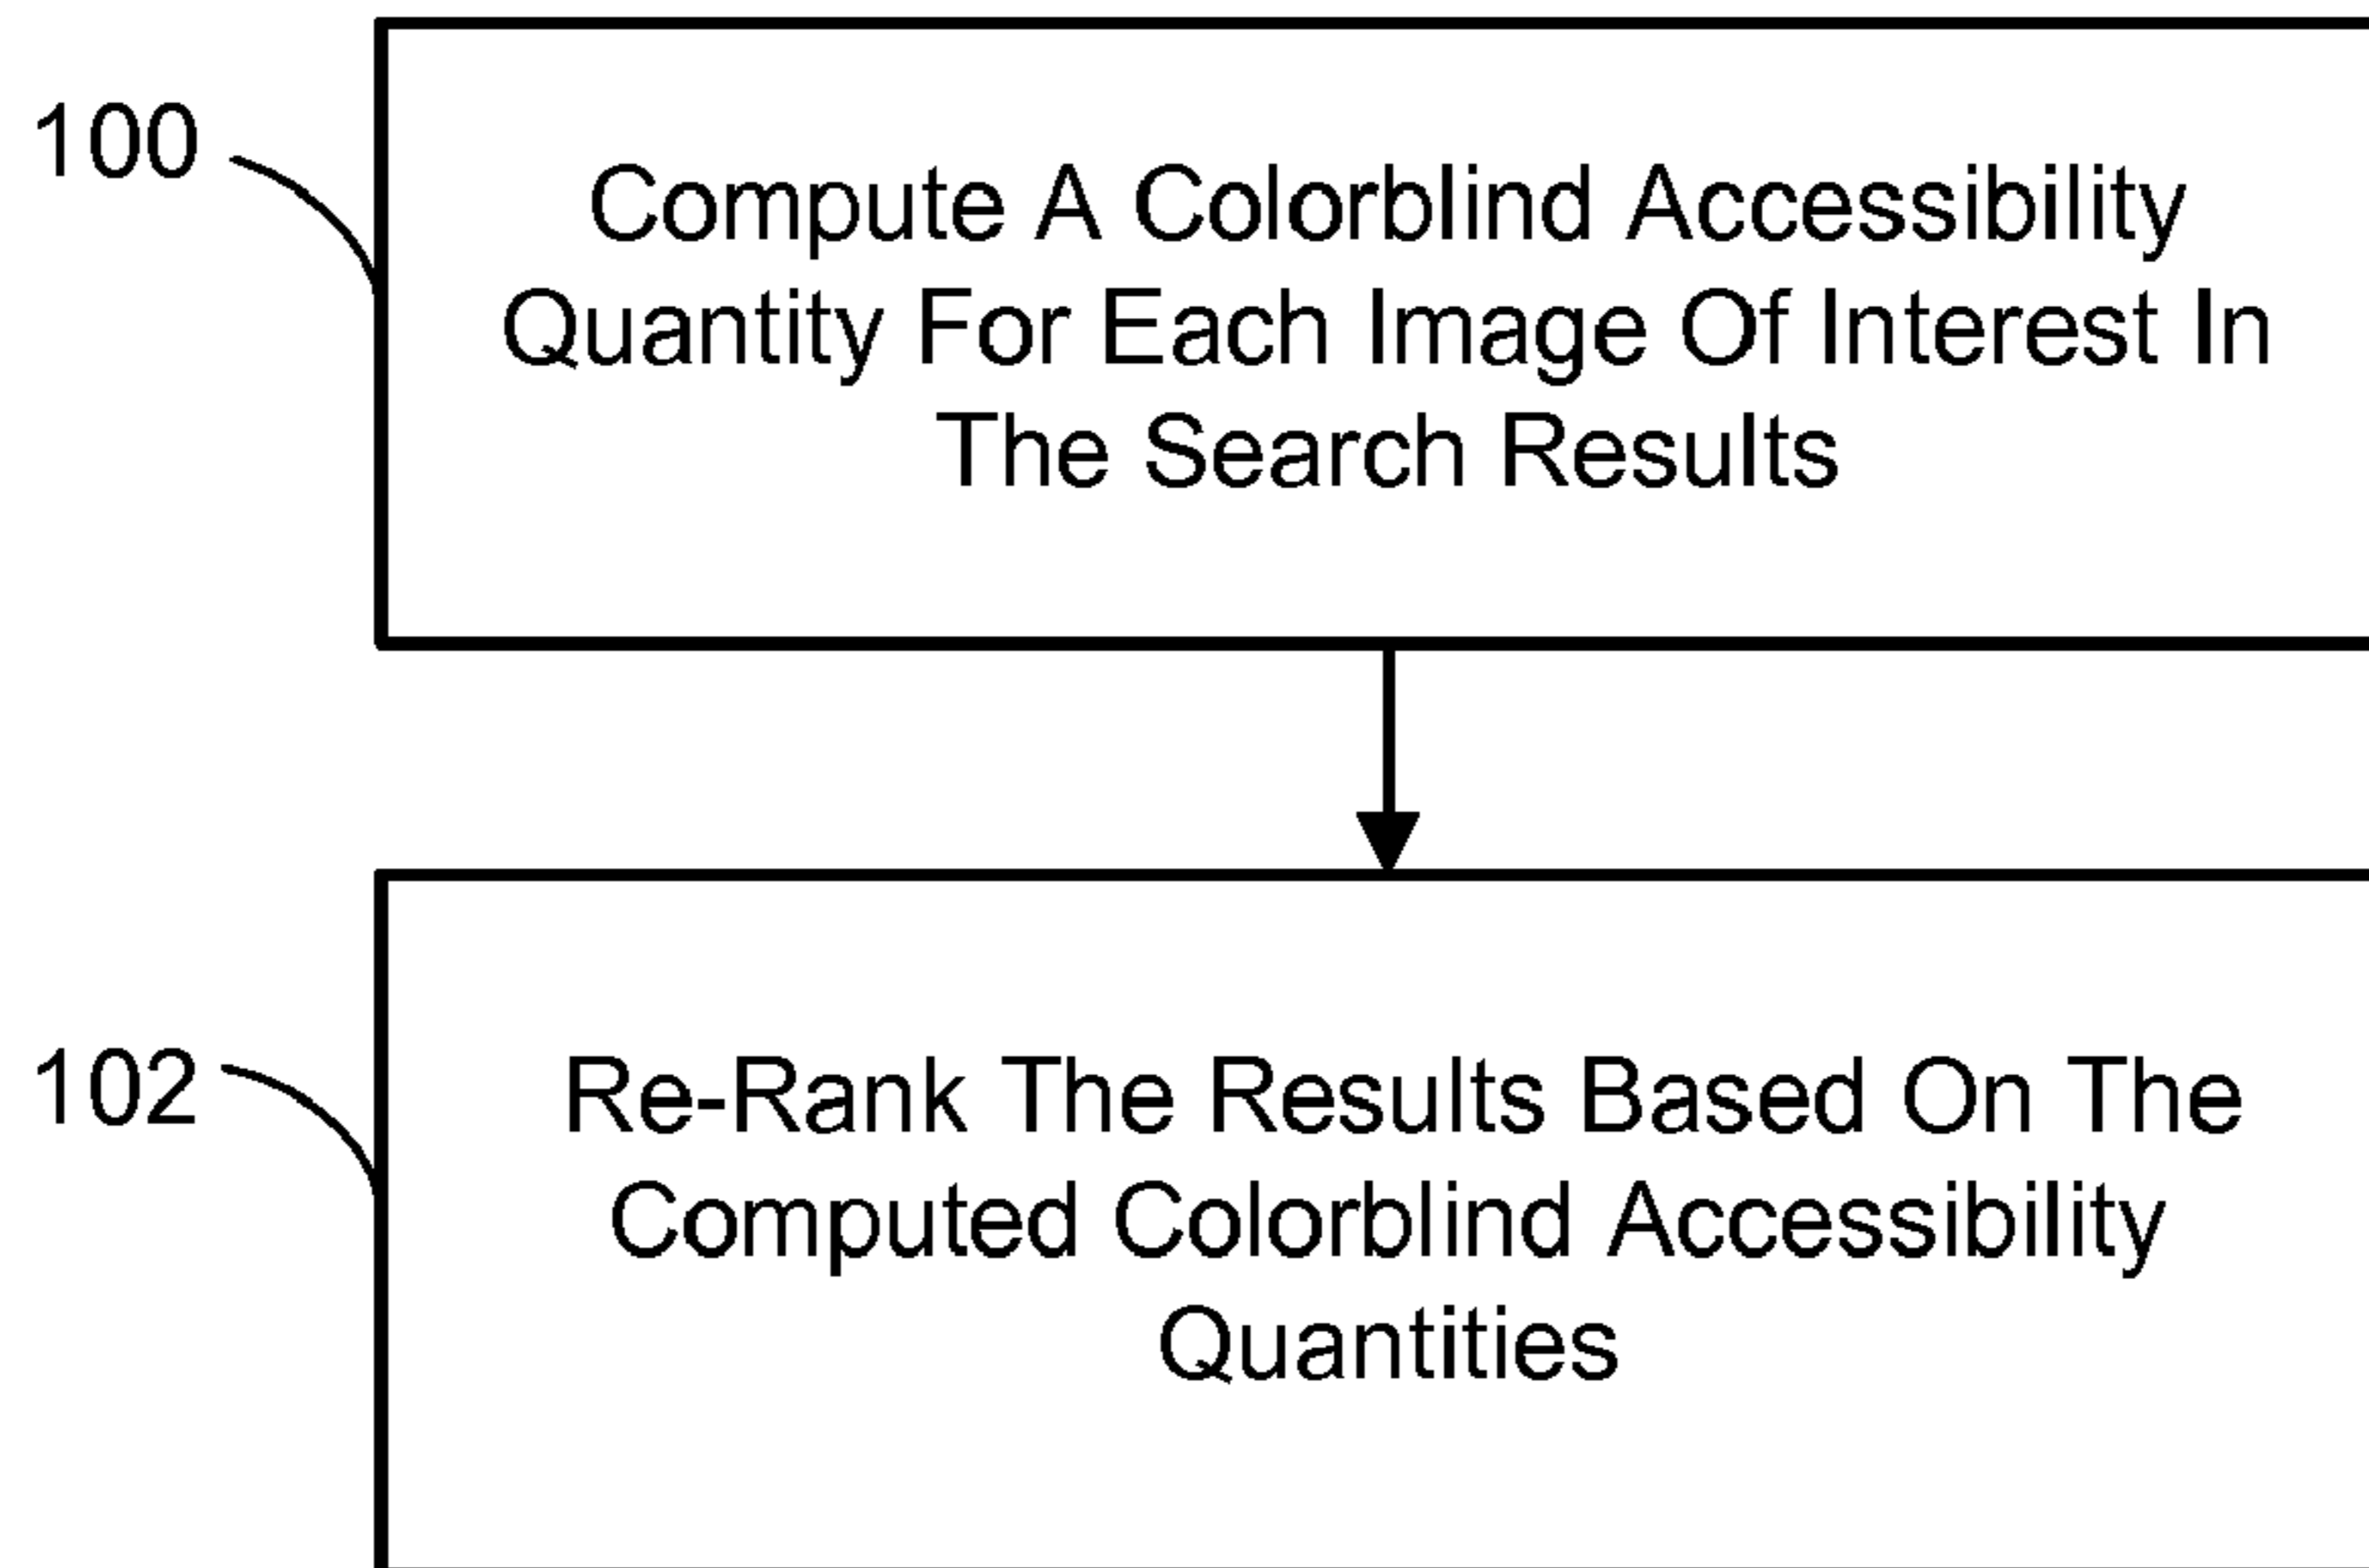 100
Compute A Colorblind Accessibility
Quantity For Each Image Of Interest In
The Search Results
102
Re-Rank The Results Based On The
Computed Colorblind Accessibility
Quantities